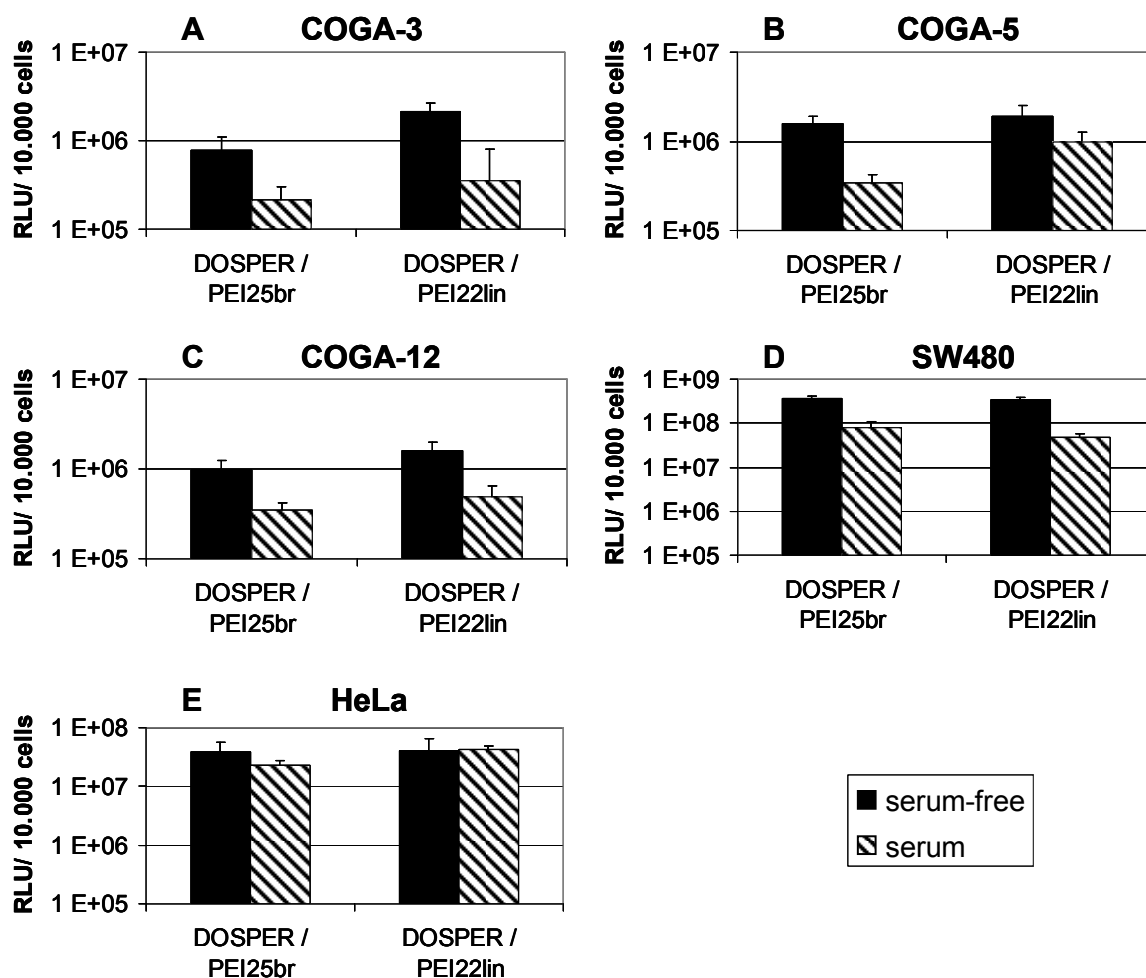 A COGA-3
RLU/ 10.000 cells
1 E+07
1 E+06
1 E+05
DOSPER /
PEI25br
DOSPER /
PEI22lin
B COGA-5
RLU/ 10.000 cells
1 E+07
1 E+06
1 E+05
DOSPER /
PEI25br
DOSPER /
PEI22lin
C COGA-12
RLU/ 10.000 cells
1 E+07
1 E+06
1 E+05
DOSPER /
PEI25br
DOSPER /
PEI22lin
D SW480
RLU/ 10.000 cells
1 E+09
1 E+08
1 E+07
1 E+06
1 E+05
DOSPER /
PEI25br
DOSPER /
PEI22lin
E HeLa
RLU/ 10.000 cells
1 E+08
1 E+07
1 E+06
1 E+05
DOSPER /
PEI25br
DOSPER /
PEI22lin
serum-free
serum